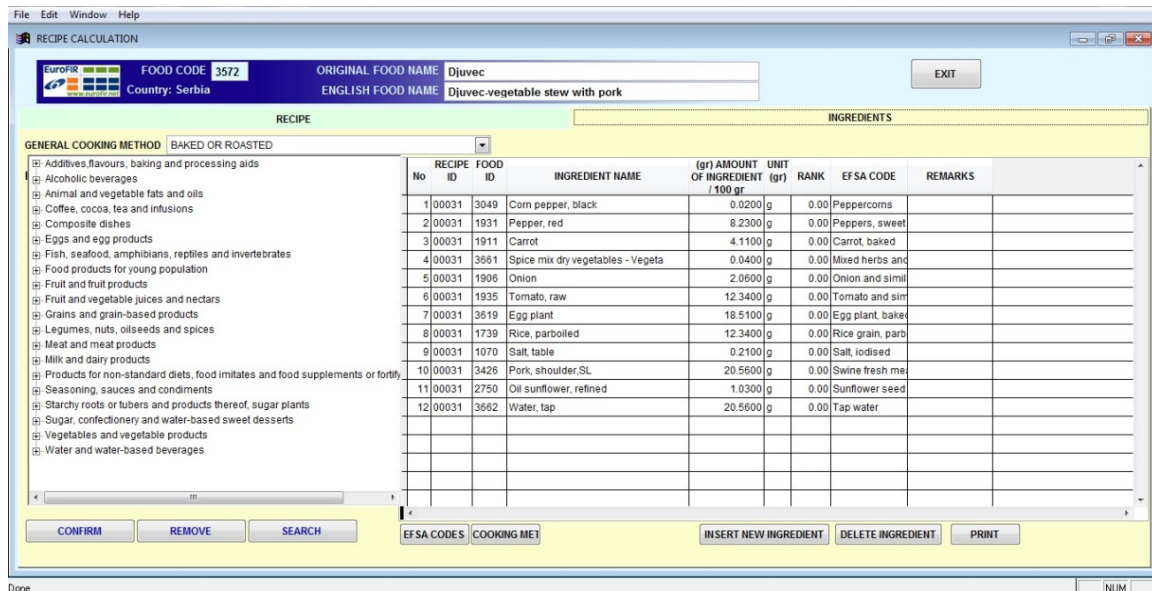 File Edit Window Help
RECIPE CALCULATION
EuroFIR
www.eurofir.net
FOOD CODE 3572
Country: Serbia
ORIGINAL FOOD NAME Djuvec
ENGLISH FOOD NAME Djuvec-vegetable stew with pork
EXIT
RECIPE INGREDIENTS
GENERAL COOKING METHOD BAKED OR ROASTED
Additives,flavours, baking and processing aids
Alcoholic beverages
Animal and vegetable fats and oils
Coffee, cocoa, tea and infusions
Composite dishes
Eggs and egg products
Fish, seafood, amphibians, reptiles and invertebrates
Food products for young population
Fruit and fruit products
Fruit and vegetable juices and nectars
Grains and grain-based products
Legumes, nuts, oilseeds and spices
Meat and meat products
Milk and dairy products
Products for non-standard diets, food imitates and food supplements or fortify
Seasoning, sauces and condiments
Starchy roots or tubers and products thereof, sugar plants
Sugar, confectionery and water-based sweet desserts
Vegetables and vegetable products
Water and water-based beverages
No RECIPE ID FOOD ID INGREDIENT NAME (gr) AMOUNT OF INGREDIENT / 100 gr UNIT (gr) RANK EFSA CODE REMARKS
1 00031 3049 Corn pepper, black 0.0200 g 0.00 Peppercorns
2 00031 1931 Pepper, red 8.2300 g 0.00 Peppers, sweet
3 00031 1911 Carrot 4.1100 g 0.00 Carrot, baked
4 00031 3661 Spice mix dry vegetables - Vegeta 0.0400 g 0.00 Mixed herbs and
5 00031 1906 Onion 2.0600 g 0.00 Onion and simil
6 00031 1935 Tomato, raw 12.3400 g 0.00 Tomato and sim
7 00031 3619 Egg plant 18.5100 g 0.00 Egg plant, baked
8 00031 1739 Rice, parboiled 12.3400 g 0.00 Rice grain, parb
9 00031 1070 Salt, table 0.2100 g 0.00 Salt, iodised
10 00031 3426 Pork, shoulder,SL 20.5600 g 0.00 Swine fresh mea
11 00031 2750 Oil sunflower, refined 1.0300 g 0.00 Sunflower seed
12 00031 3662 Water, tap 20.5600 g 0.00 Tap water
CONFIRM REMOVE SEARCH
EFSA CODES COOKING MET INSERT NEW INGREDIENT DELETE INGREDIENT PRINT
Done NUM